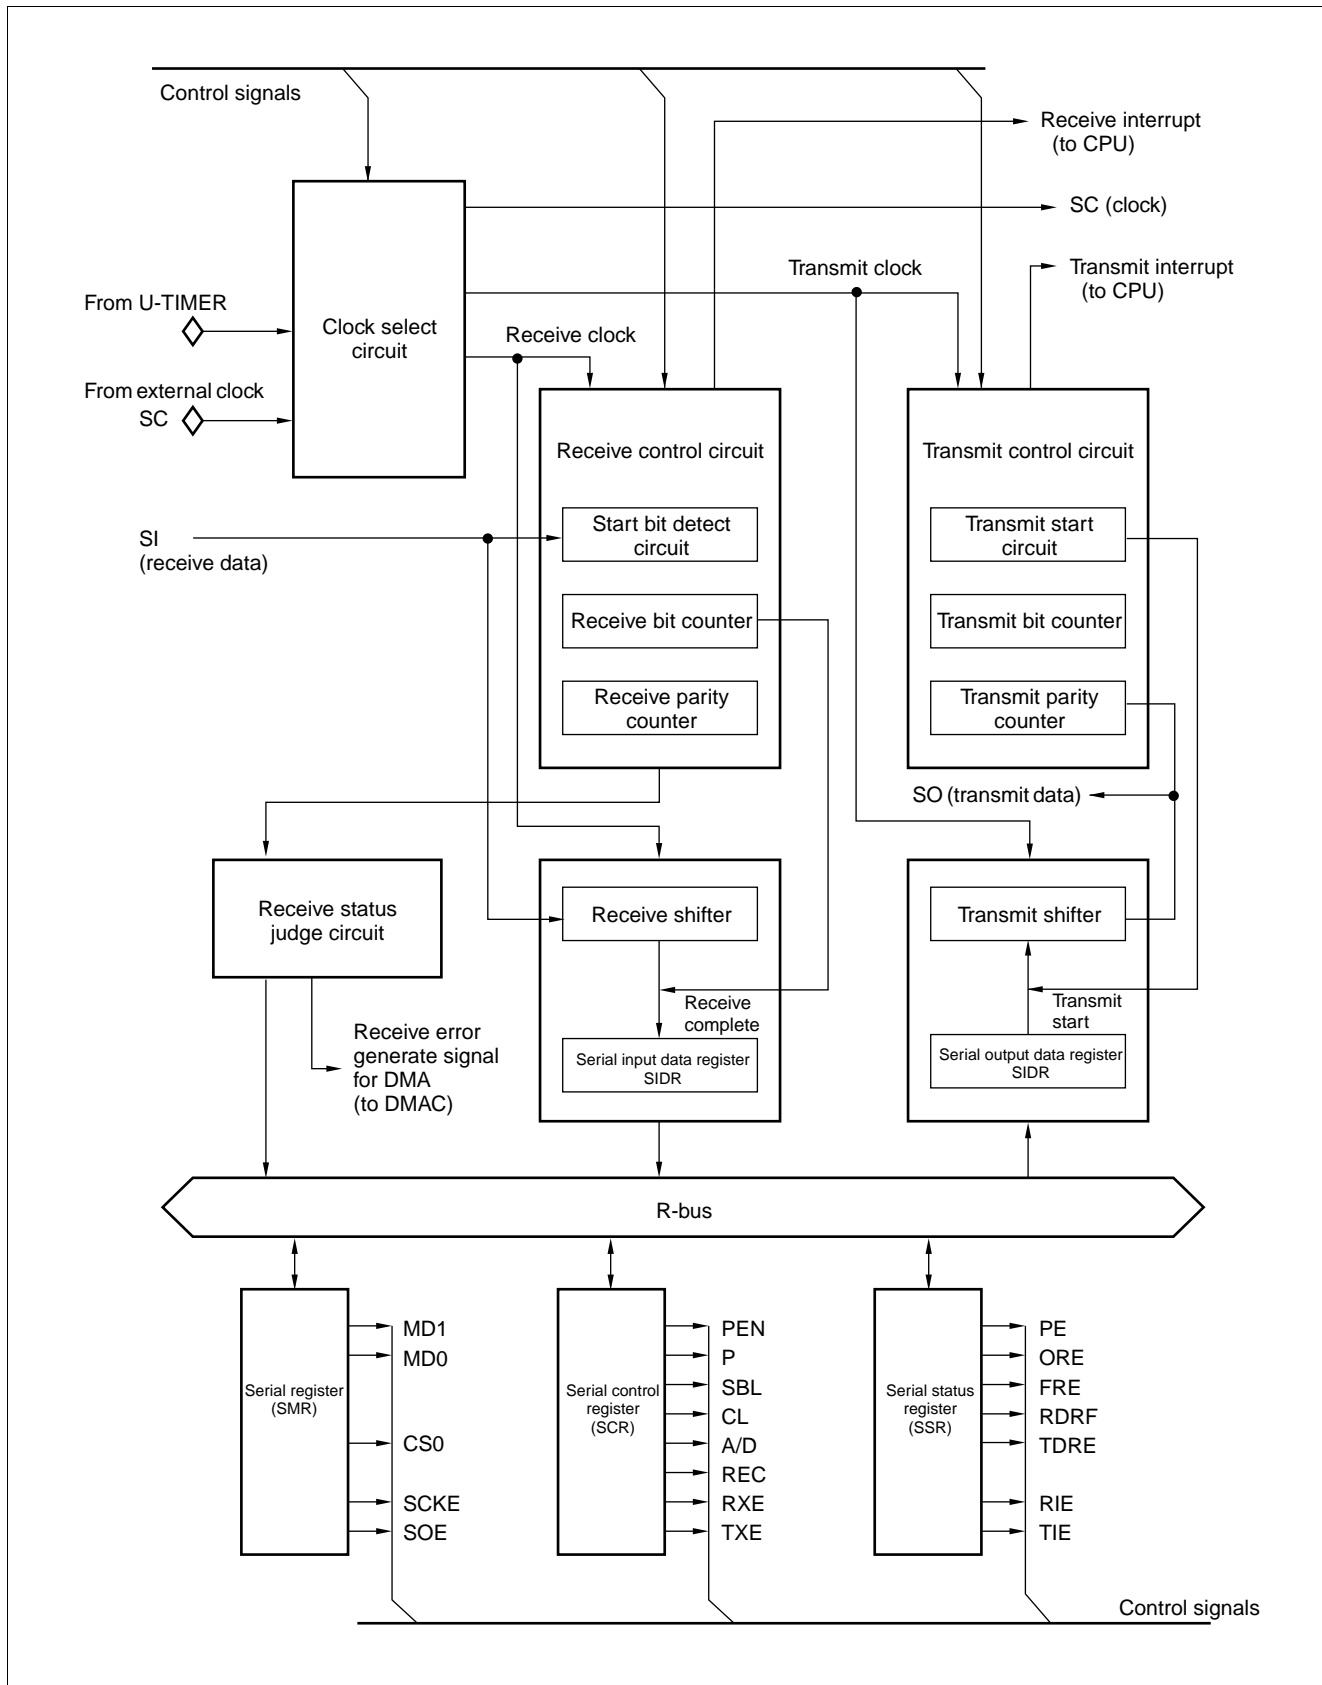 Control signals
Receive interrupt
(to CPU)
SC (clock)
Transmit clock
Transmit interrupt
(to CPU)
From U-TIMER
Clock select
circuit
Receive clock
From external clock
SC
Receive control circuit
Transmit control circuit
SI
(receive data)
Start bit detect
circuit
Transmit start
circuit
Receive bit counter
Transmit bit counter
Receive parity
counter
Transmit parity
counter
SO (transmit data)
Receive status
judge circuit
Receive shifter
Transmit shifter
Receive
complete
Transmit
start
Receive error
generate signal
for DMA
(to DMAC)
Serial input data register
SIDR
Serial output data register
SIDR
R-bus
Serial register
(SMR)
MD1
MD0
CS0
SCKE
SOE
Serial control
register
(SCR)
PEN
P
SBL
CL
A/D
REC
RXE
TXE
Serial status
register
(SSR)
PE
ORE
FRE
RDRF
TDRE
RIE
TIE
Control signals